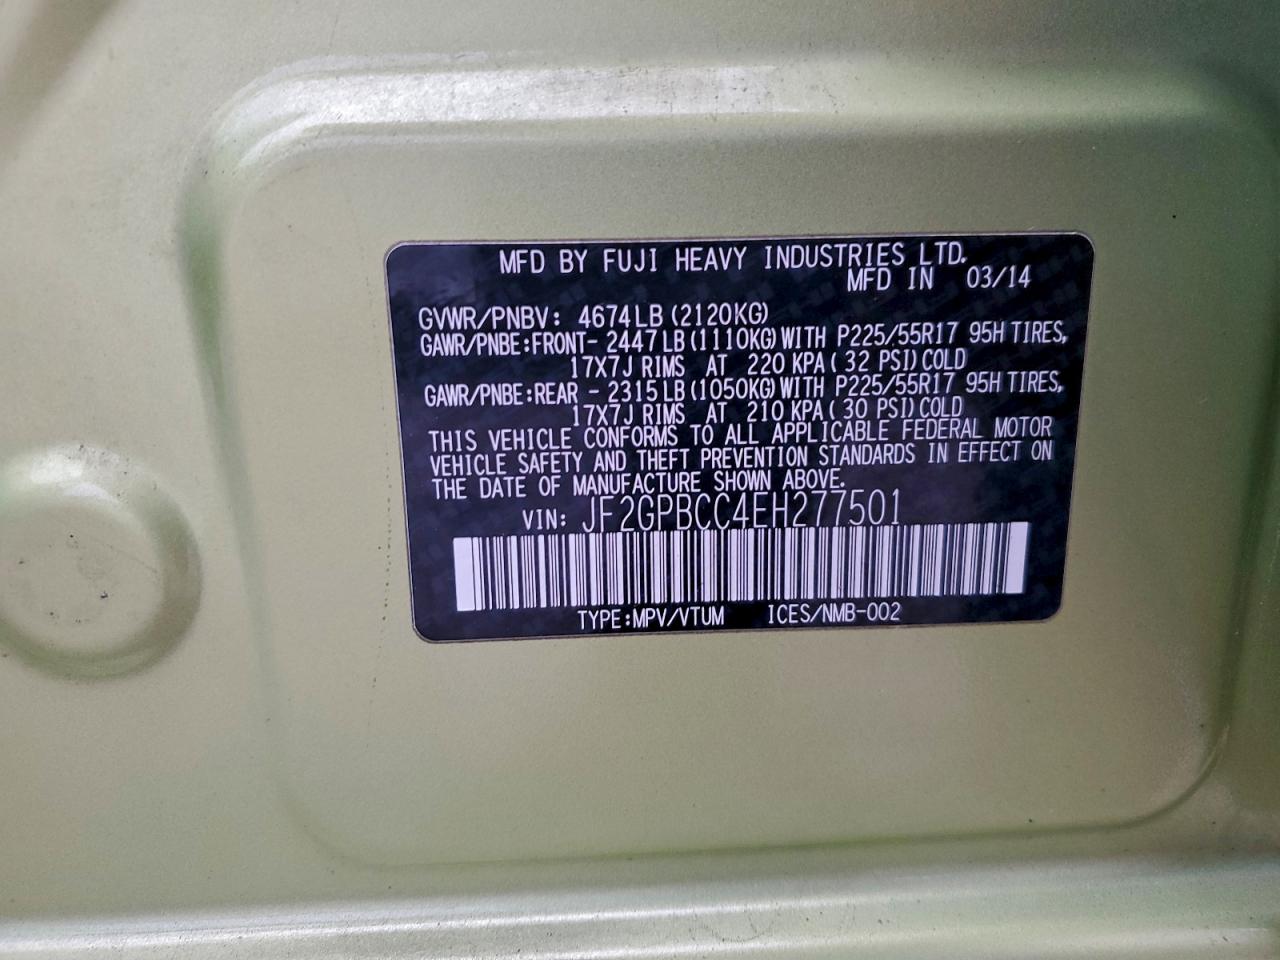 MFD BY FUJI HEAVY INDUSTRIES LTD.
MFD IN 03/14
GVWR/PNBV: 4674LB(2120KG)
GAWR/PNBE:FRONT- 2447LB(1110KG)WITH P225/55R17 95H TIRES,
17X7J RIMS AT 220 KPA(32 PSI)COLD
GAWR/PNBE:REAR - 2315LB(1050KG)WITH P225/55R17 95H TIRES,
17X7J RIMS AT 210 KPA(30 PSI)COLD
THIS VEHICLE CONFORMS TO ALL APPLICABLE FEDERAL MOTOR
VEHICLE SAFETY AND THEFT PREVENTION STANDARDS IN EFFECT ON
THE DATE OF MANUFACTURE SHOWN ABOVE.
VIN: JF2GPBCC4EH277501
TYPE:MPV/VTUM ICES/NMB-002